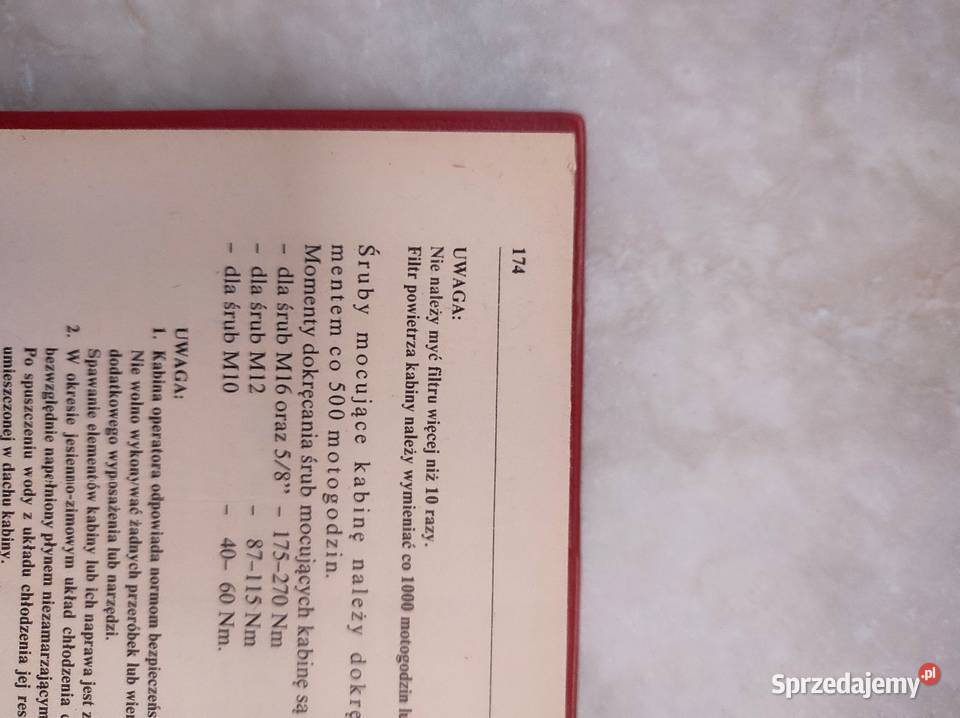 174
UWAGA:
Nie należy myć filtru więcej niż 10 razy.
Filtr powietrza kabiny należy wymieniać co 1000 motogodzin
Śruby mocujące kabinę należy
mentem co 500 motogodzin.
Momenty dokręcania śrub mocujących kabinę są
– dla śrub M16 oraz 5/8” – 175–270 Nm
– dla śrub M12 – 87–115 Nm
– dla śrub M10 – 40– 60 Nm.
UWAGA:
1. Kabina operatora odpowiada normom
Nie wolno wykonywać żadnych przeróbek lub
dodatkowego wyposażenia lub narzędzi.
Spawanie elementów kabiny lub ich naprawa jest
2. W okresie jesienno-zimowym układ chłodzenia
bezwzględnie napełniony płynem niezamarzającym
Po spuszczeniu wody z układu chłodzenia jej
umieszczonej w dachu kabiny.
Sprzedajemy.pl